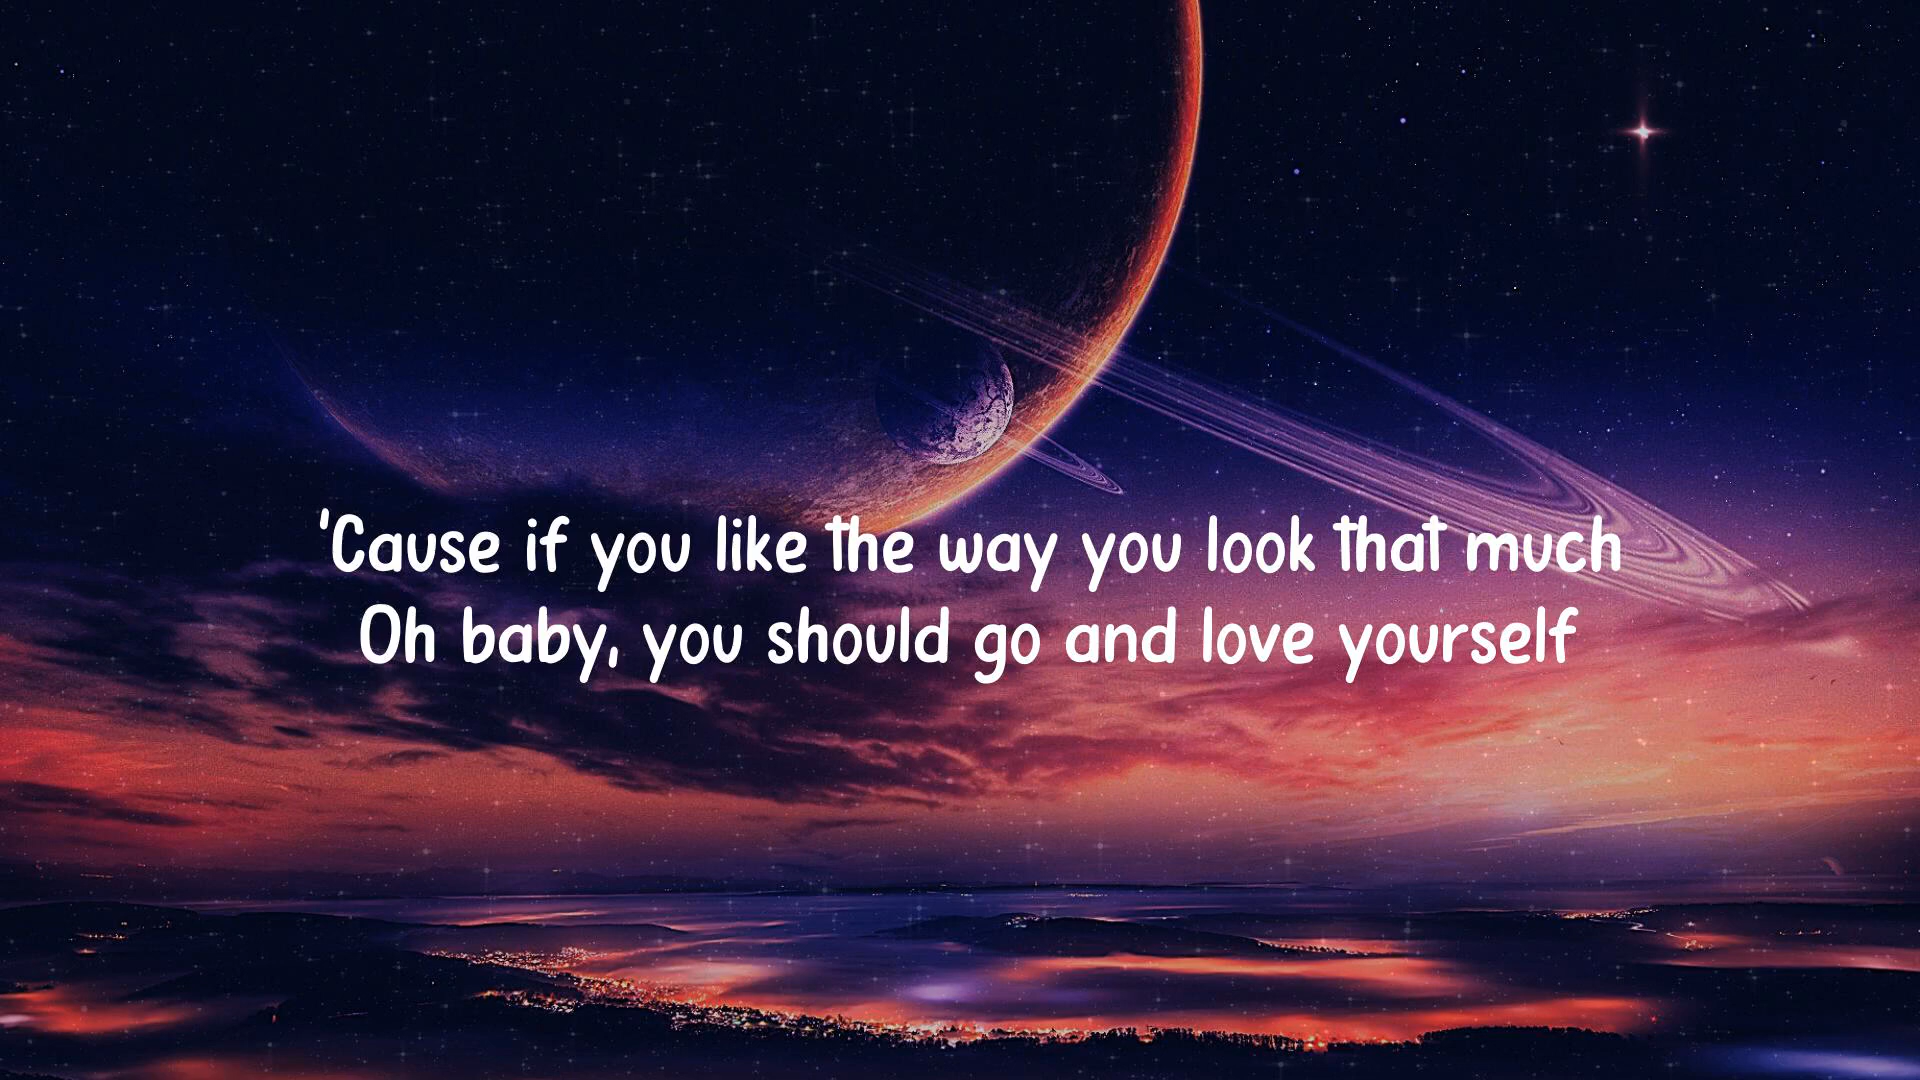 'Cause if you like the way you look that much
Oh baby, you should go and love yourself